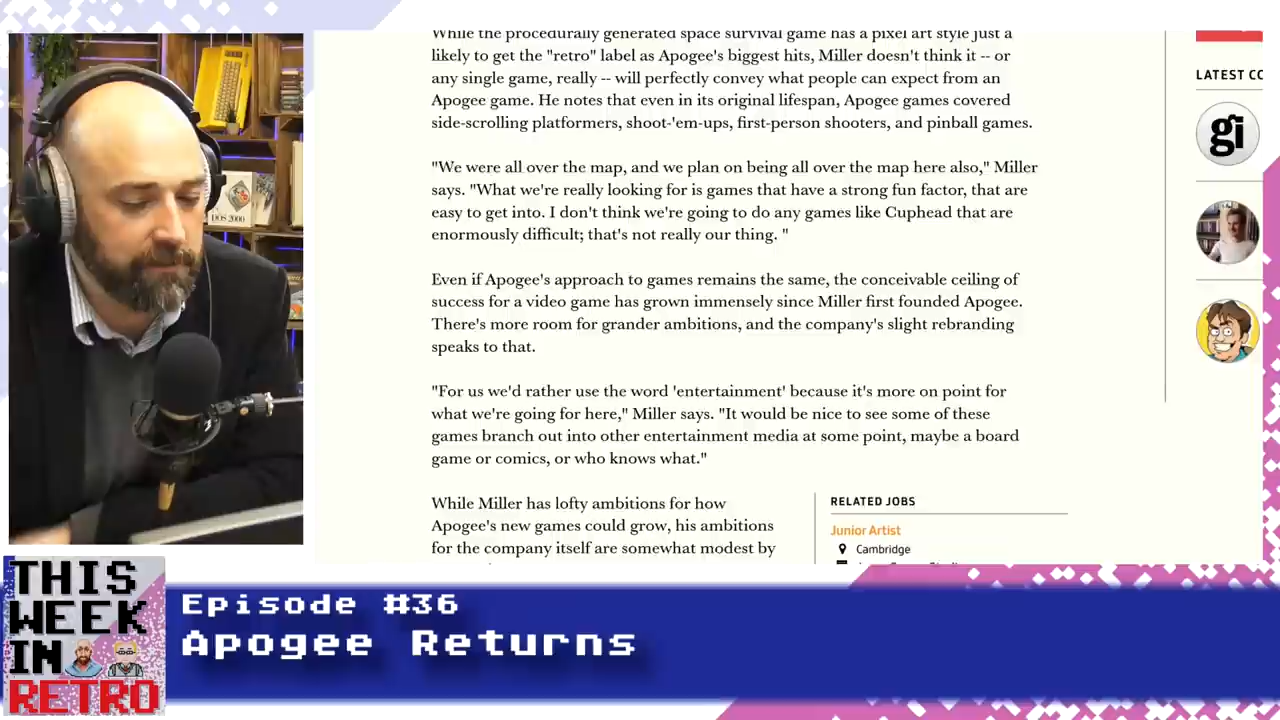 While the procedurally generated space survival game has a pixel art style just a
likely to get the "retro" label as Apogee's biggest hits, Miller doesn't think it -- or
any single game, really -- will perfectly convey what people can expect from an
Apogee game. He notes that even in its original lifespan, Apogee games covered
side-scrolling platformers, shoot-'em-ups, first-person shooters, and pinball games.
"We were all over the map, and we plan on being all over the map here also," Miller
says. "What we're really looking for is games that have a strong fun factor, that are
easy to get into. I don't think we're going to do any games like Cuphead that are
enormously difficult; that's not really our thing. "
Even if Apogee's approach to games remains the same, the conceivable ceiling of
success for a video game has grown immensely since Miller first founded Apogee.
There's more room for grander ambitions, and the company's slight rebranding
speaks to that.
"For us we'd rather use the word 'entertainment' because it's more on point for
what we're going for here," Miller says. "It would be nice to see some of these
games branch out into other entertainment media at some point, maybe a board
game or comics, or who knows what."
While Miller has lofty ambitions for how
Apogee's new games could grow, his ambitions
for the company itself are somewhat modest by
RELATED JOBS
Junior Artist
Cambridge
LATEST CO
gi
DOS 2000
THIS
WEEK
IN
RETRO
Episode #36
Apogee Returns